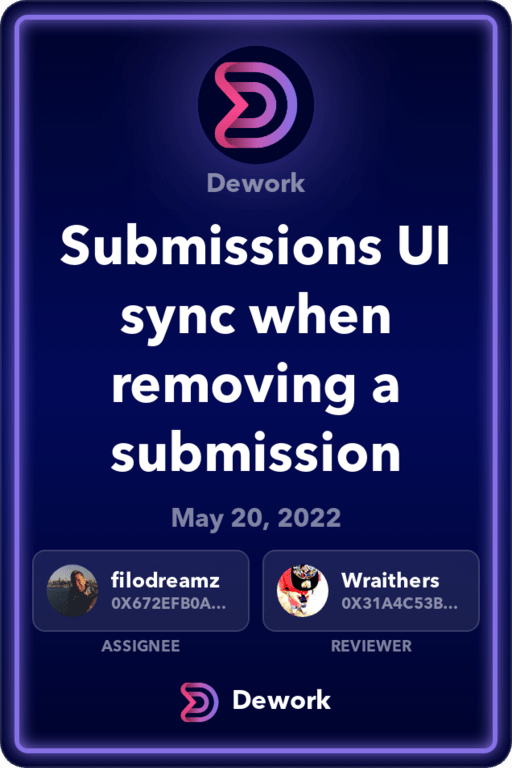 Dework
Submissions UI
sync when
removing a
submission
May 20, 2022
filodreamz
0X672EFB0A...
ASSIGNEE
Wraithers
0X31A4C53B...
REVIEWER
Dework